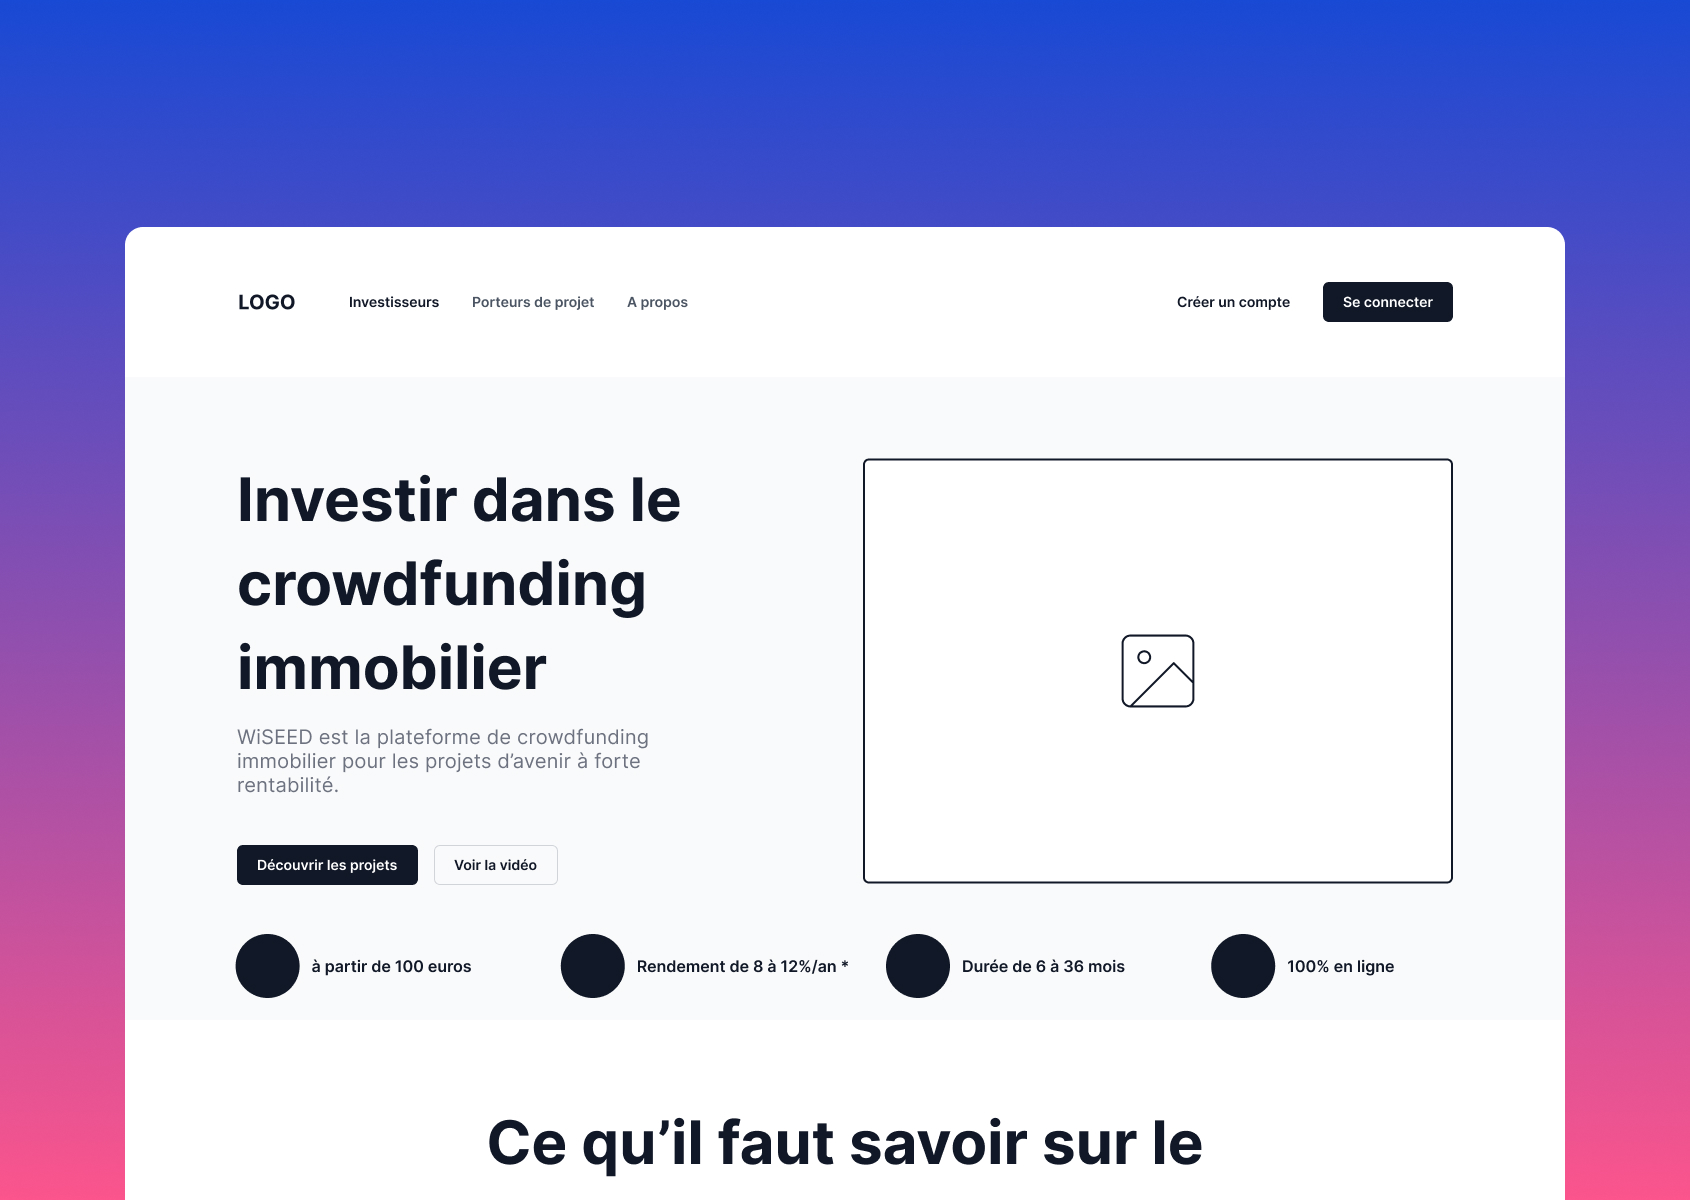 LOGO
Investisseurs
Porteurs de projet
A propos
Créer un compte
Se connecter
Investir dans le
crowdfunding
immobilier
WiSEED est la plateforme de crowdfunding
immobilier pour les projets d’avenir à forte
rentabilité.
Découvrir les projets
Voir la vidéo
à partir de 100 euros
Rendement de 8 à 12%/an *
Durée de 6 à 36 mois
100% en ligne
Ce qu’il faut savoir sur le